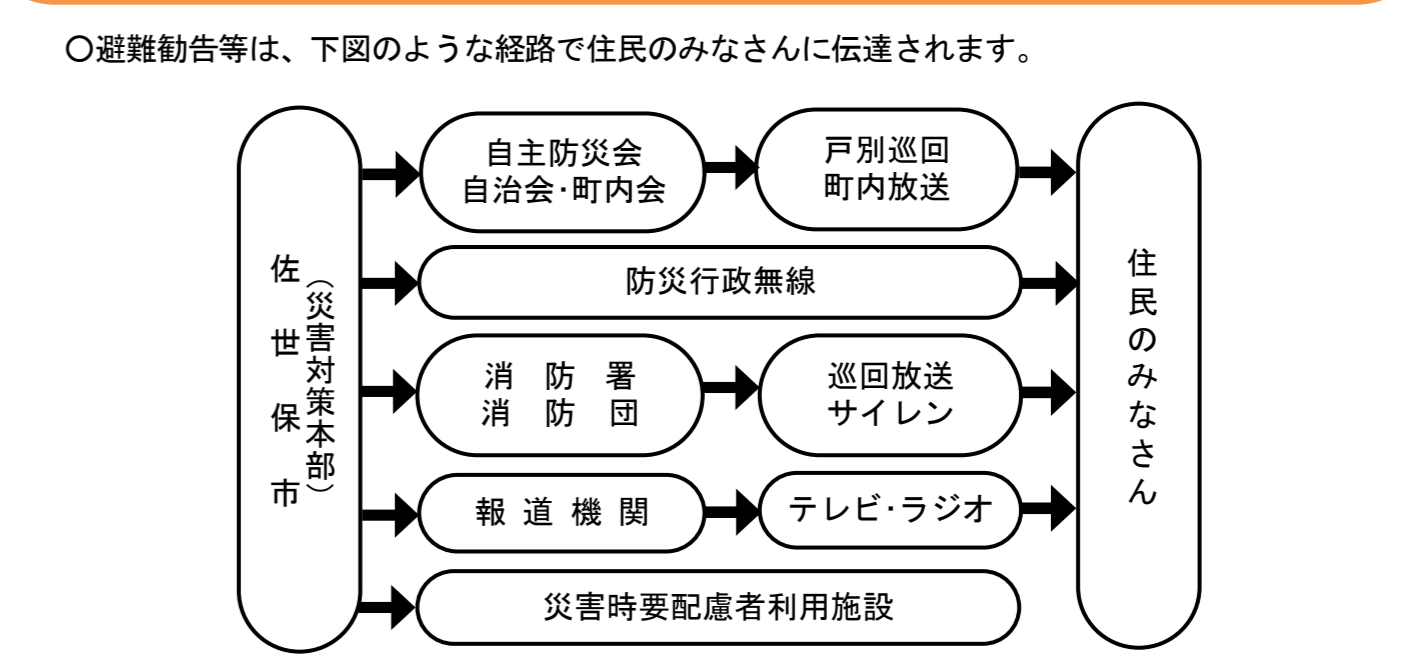 〇避難勧告等は、下図のような経路で住民のみなさんに伝達されます。
佐世保市
（災害対策本部）
自主防災会
自治会・町内会
戸別巡回
町内放送
防災行政無線
消防署
消防団
巡回放送
サイレン
報道機関
テレビ・ラジオ
災害時要配慮者利用施設
住民のみなさん